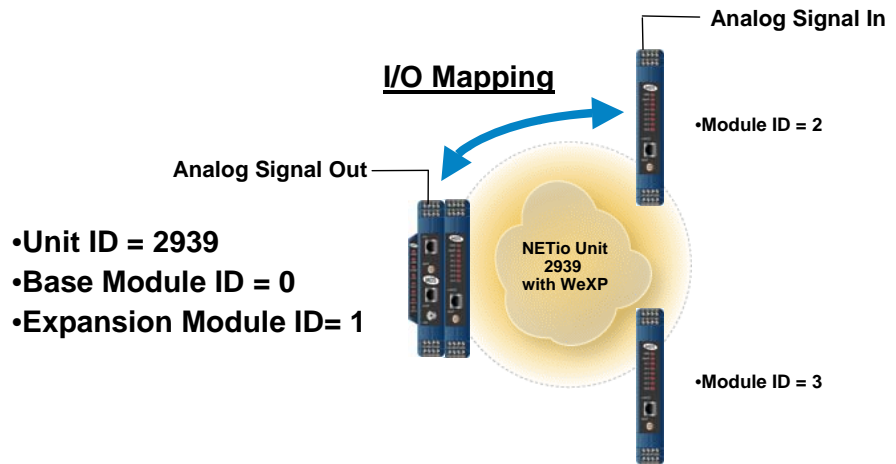 Analog Signal In
I/O Mapping
•Module ID = 2
Analog Signal Out
•Unit ID = 2939
•Base Module ID = 0
•Expansion Module ID= 1
NETio Unit
2939
with WeXP
•Module ID = 3